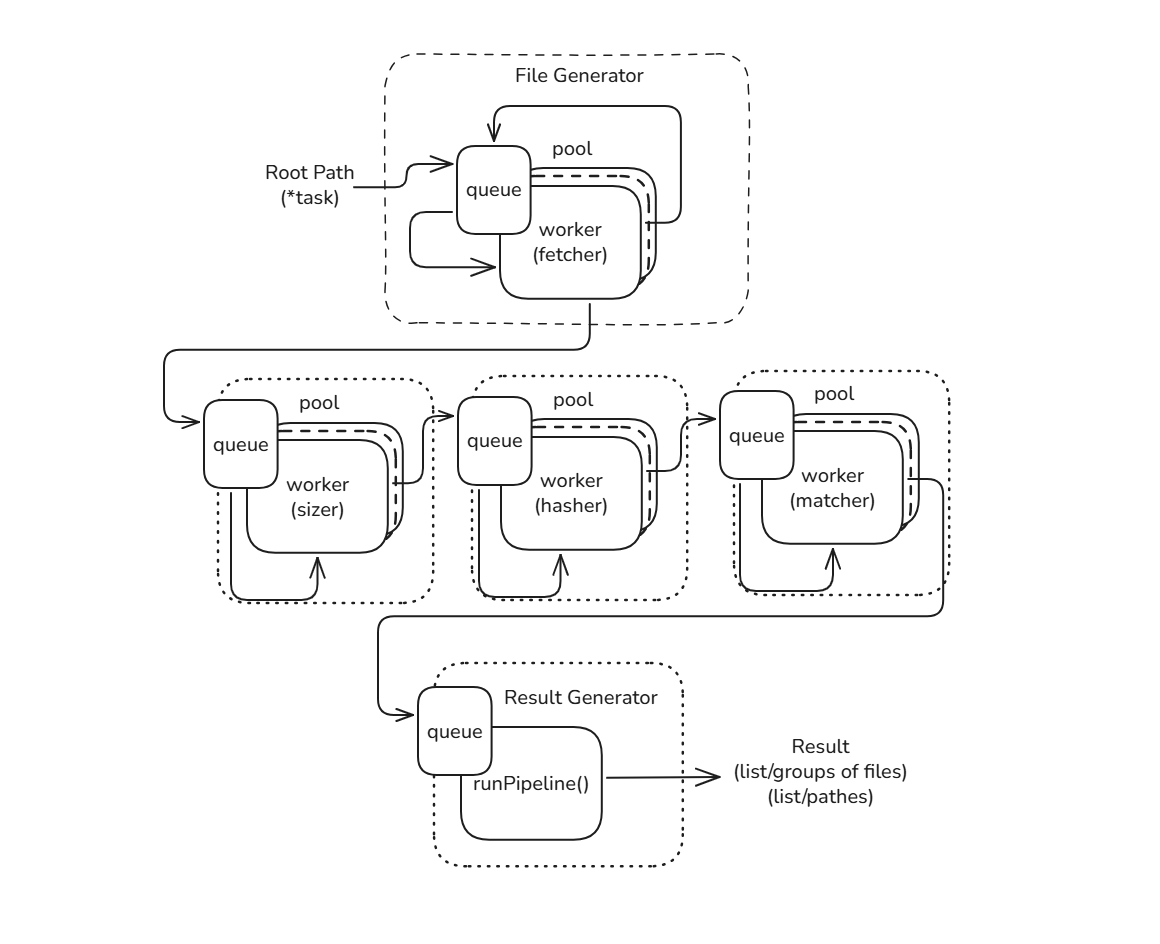 File Generator
pool
Root Path
(*task)
queue
worker
(fetcher)
pool
queue
worker
(sizer)
pool
queue
worker
(hasher)
pool
queue
worker
(matcher)
Result Generator
queue
runPipeline()
Result
(list/groups of files)
(list/pathes)